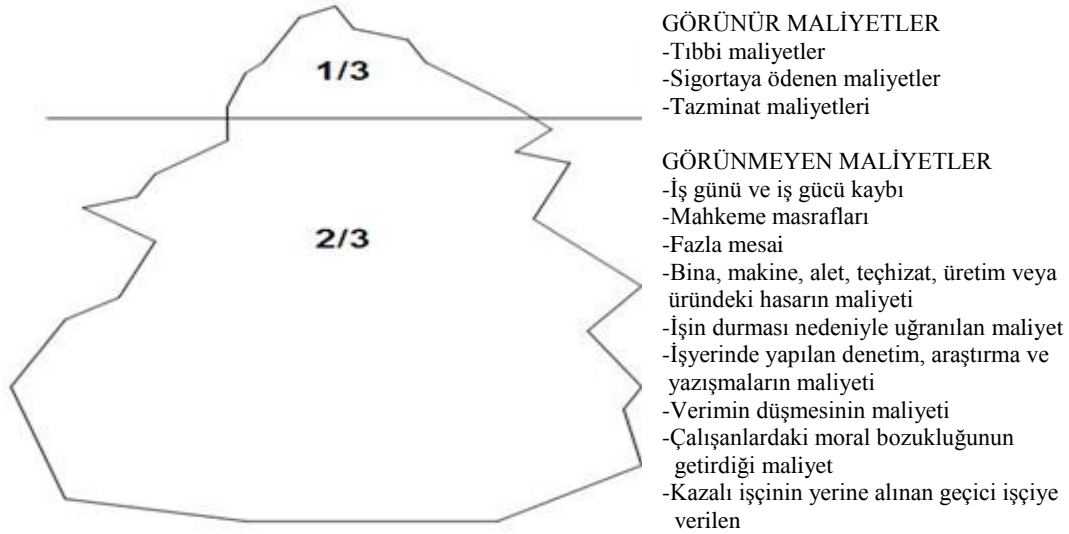 1/3
2/3
GÖRÜNÜR MALİYETLER
-Tıbbi maliyetler
-Sigortaya ödenen maliyetler
-Tazminat maliyetleri
GÖRÜNMEYEN MALİYETLER
-İş günü ve iş gücü kaybı
-Mahkeme masrafları
-Fazla mesai
-Bina, makine, alet, teçhizat, üretim veya
üründeki hasarın maliyeti
-İşin durması nedeniyle uğranılan maliyet
-İşyerinde yapılan denetim, araştırma ve
yazışmaların maliyeti
-Verimin düşmesinin maliyeti
-Çalışanlardaki moral bozukluğunun
getirdiği maliyet
-Kazalı işçinin yerine alınan geçici işçiye
verilen